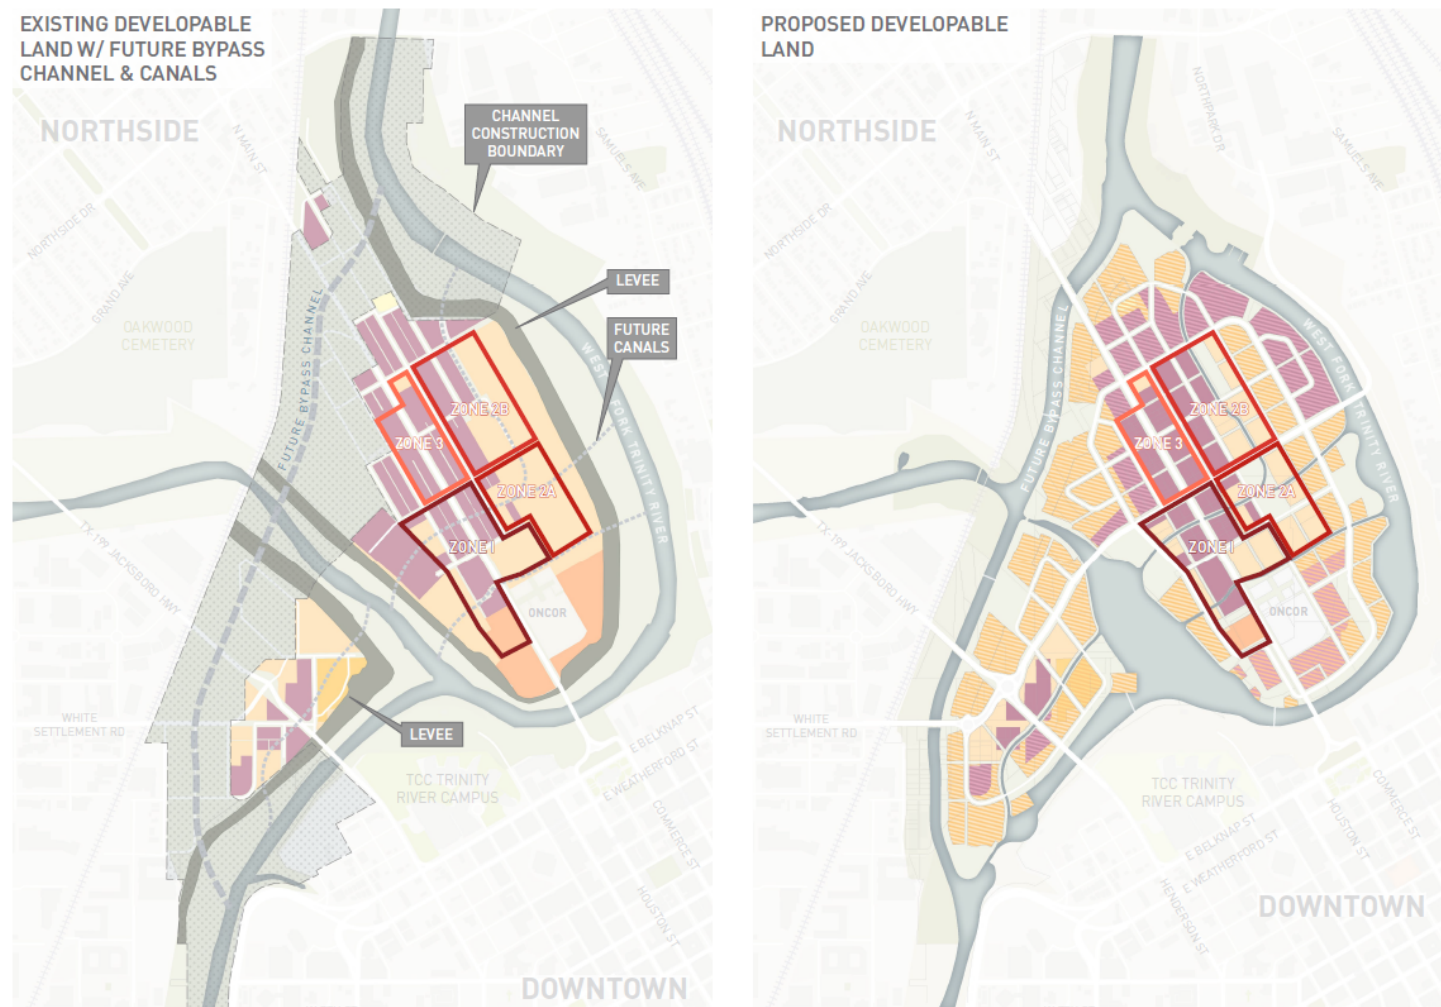 EXISTING DEVELOPABLE
LAND W/ FUTURE BYPASS
CHANNEL & CANALS
NORTHSIDE
N MAIN ST
CHANNEL
CONSTRUCTION
BOUNDARY
SAMUELS AVE
NORTHSIDE DR
GRAND AVE
LEVEE
OAKWOOD
CEMETERY
FUTURE
CANALS
FUTURE BYPASS CHANNEL
WEST FORK TRINITY RIVER
ZONE 2B
ZONE 3
ZONE 2A
ZONE 1
TX-199 JACKSBORO HWY
ONCOR
WHITE
SETTLEMENT RD
LEVEE
E BELKNAP ST
E WEATHERFORD ST
TCC TRINITY
RIVER CAMPUS
COMMERCE ST
HOUSTON ST
DOWNTOWN
PROPOSED DEVELOPABLE
LAND
NORTHSIDE
N MAIN ST
NORTHPARK DR
SAMUELS AVE
NORTHSIDE DR
GRAND AVE
OAKWOOD
CEMETERY
FUTURE BYPASS CHANNEL
WEST FORK TRINITY RIVER
ZONE 2B
ZONE 3
ZONE 2A
ZONE 1
TX-199 JACKSBORO HWY
ONCOR
WHITE
SETTLEMENT RD
TCC TRINITY
RIVER CAMPUS
E BELKNAP ST
E WEATHERFORD ST
COMMERCE ST
HOUSTON ST
HENDERSON ST
DOWNTOWN